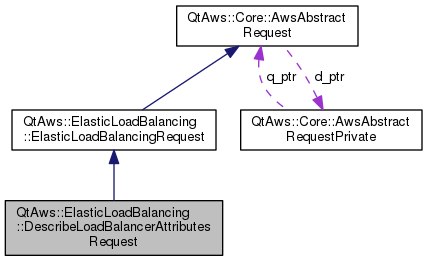 QtAws::Core::AwsAbstract
Request
q_ptr
d_ptr
QtAws::ElasticLoadBalancing
::ElasticLoadBalancingRequest
QtAws::Core::AwsAbstract
RequestPrivate
QtAws::ElasticLoadBalancing
::DescribeLoadBalancerAttributes
Request